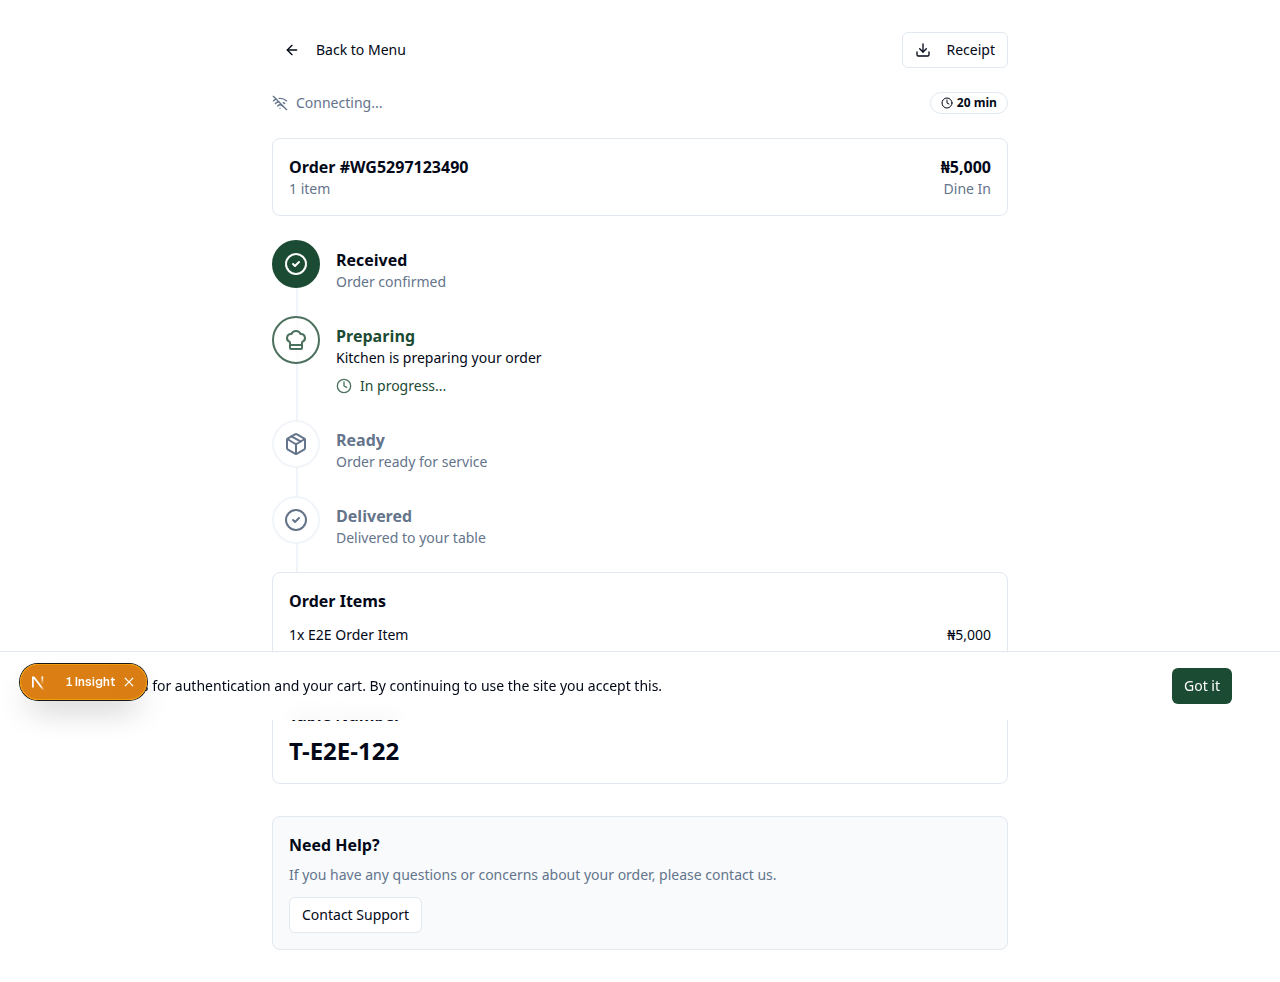 Back to Menu
Receipt
Connecting...
20 min
Order #WG5297123490
₦5,000
1 item
Dine In
Received
Order confirmed
Preparing
Kitchen is preparing your order
In progress...
Ready
Order ready for service
Delivered
Delivered to your table
Order Items
1x E2E Order Item
₦5,000
1 Insight
for authentication and your cart. By continuing to use the site you accept this.
Got it
T-E2E-122
Need Help?
If you have any questions or concerns about your order, please contact us.
Contact Support